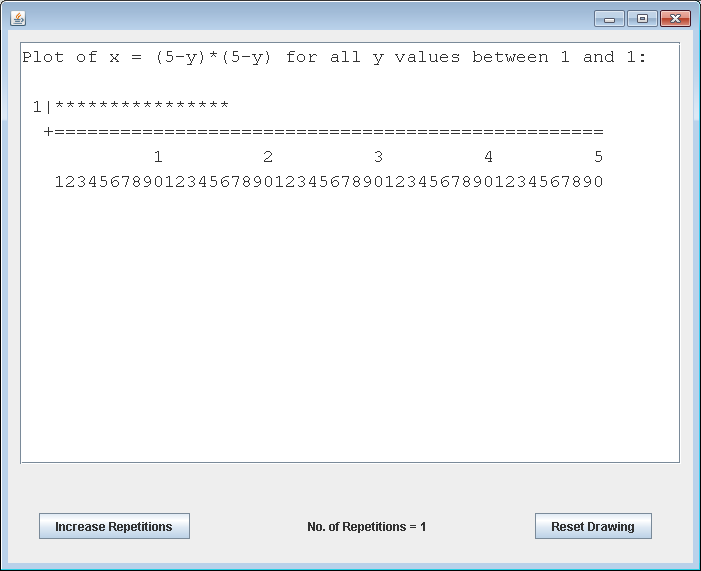 Plot of x = (5-y)*(5-y) for all y values between 1 and 1:
1|****************
+==================================================
1 2 3 4 5
12345678901234567890123456789012345678901234567890
Increase Repetitions No. of Repetitions = 1 Reset Drawing